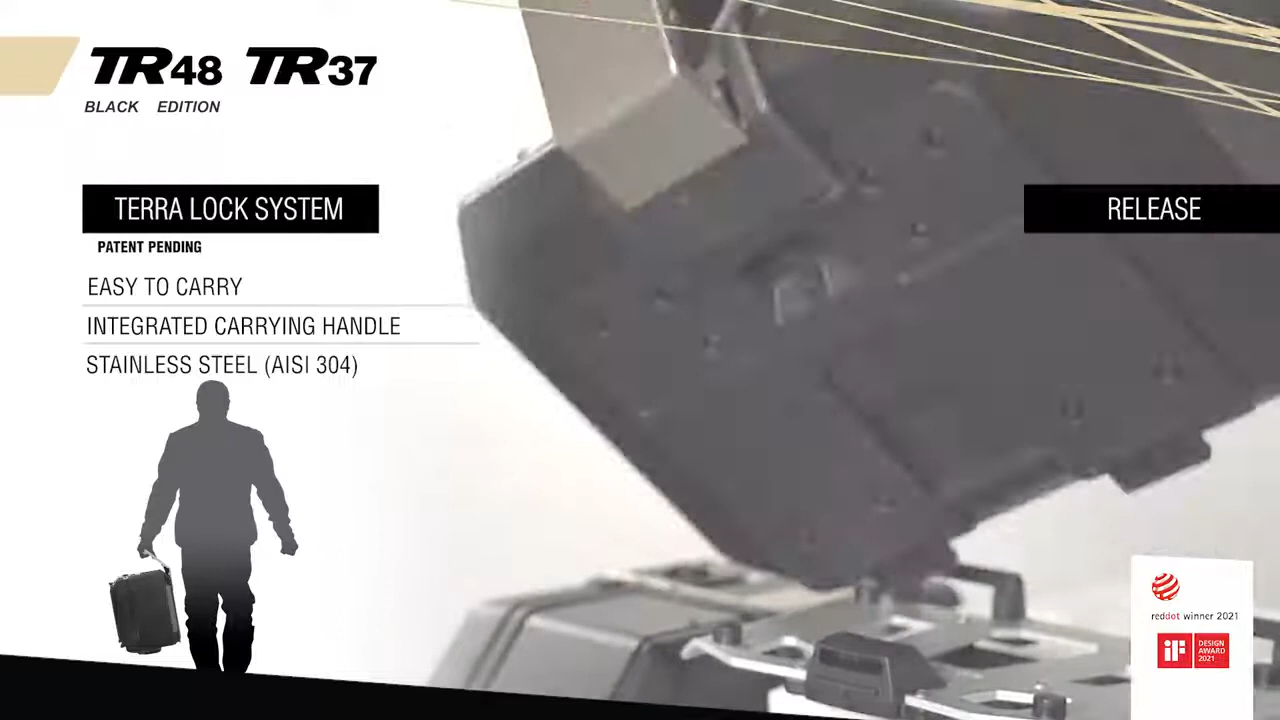 TR48 TR37
BLACK EDITION
TERRA LOCK SYSTEM
RELEASE
PATENT PENDING
EASY TO CARRY
INTEGRATED CARRYING HANDLE
STAINLESS STEEL (AISI 304)
reddot winner 2021
iF
DESIGN
AWARD
2021